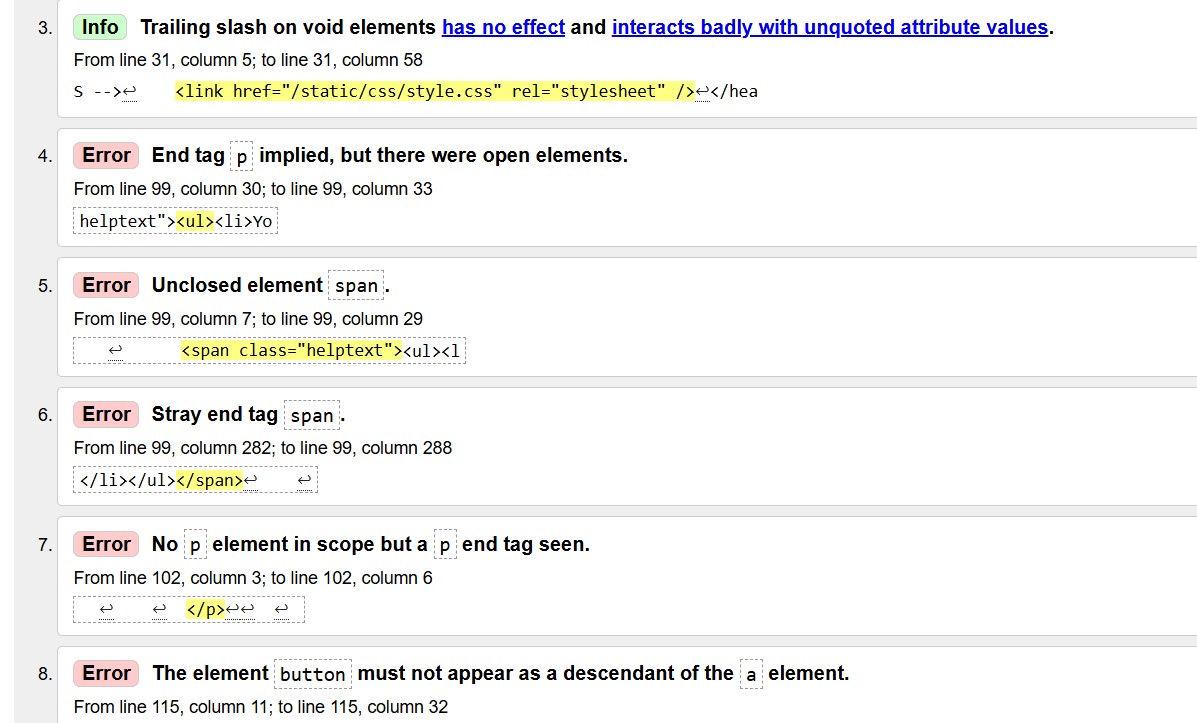 3. Info Trailing slash on void elements has no effect and interacts badly with unquoted attribute values.
From line 31, column 5; to line 31, column 58
S -->↩    <link href="/static/css/style.css" rel="stylesheet" />↩</hea
4. Error End tag p implied, but there were open elements.
From line 99, column 30; to line 99, column 33
helptext"><ul><li>Yo
5. Error Unclosed element span.
From line 99, column 7; to line 99, column 29
↩      <span class="helptext"><ul><l
6. Error Stray end tag span.
From line 99, column 282; to line 99, column 288
</li></ul></span>↩    ↩
7. Error No p element in scope but a p end tag seen.
From line 102, column 3; to line 102, column 6
↩    ↩  </p>↩↩  ↩
8. Error The element button must not appear as a descendant of the a element.
From line 115, column 11; to line 115, column 32